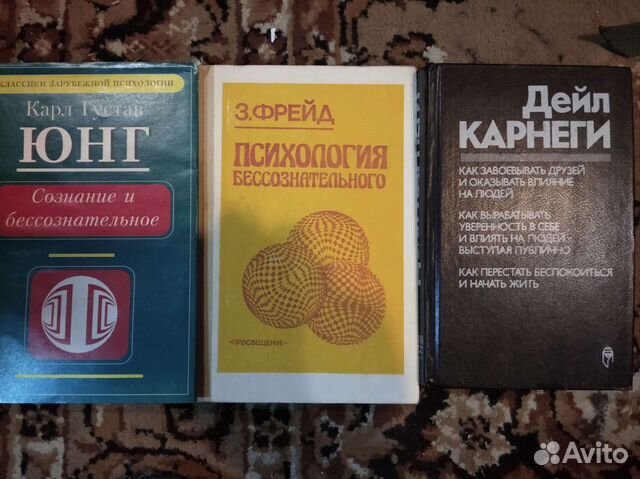 КЛАССИКИ ЗАРУБЕЖНОЙ ПСИХОЛОГИИ
Карл Густав
ЮНГ
Сознание и
бессознательное
З.ФРЕЙД
ПСИХОЛОГИЯ
БЕССОЗНАТЕЛЬНОГО
«ПРОСВЕЩЕНИЕ»
Дейл
КАРНЕГИ
КАК ЗАВОЕВЫВАТЬ ДРУЗЕЙ
И ОКАЗЫВАТЬ ВЛИЯНИЕ
НА ЛЮДЕЙ
КАК ВЫРАБАТЫВАТЬ
УВЕРЕННОСТЬ В СЕБЕ
И ВЛИЯТЬ НА ЛЮДЕЙ,
ВЫСТУПАЯ ПУБЛИЧНО
КАК ПЕРЕСТАТЬ БЕСПОКОИТЬСЯ
И НАЧАТЬ ЖИТЬ
Avito